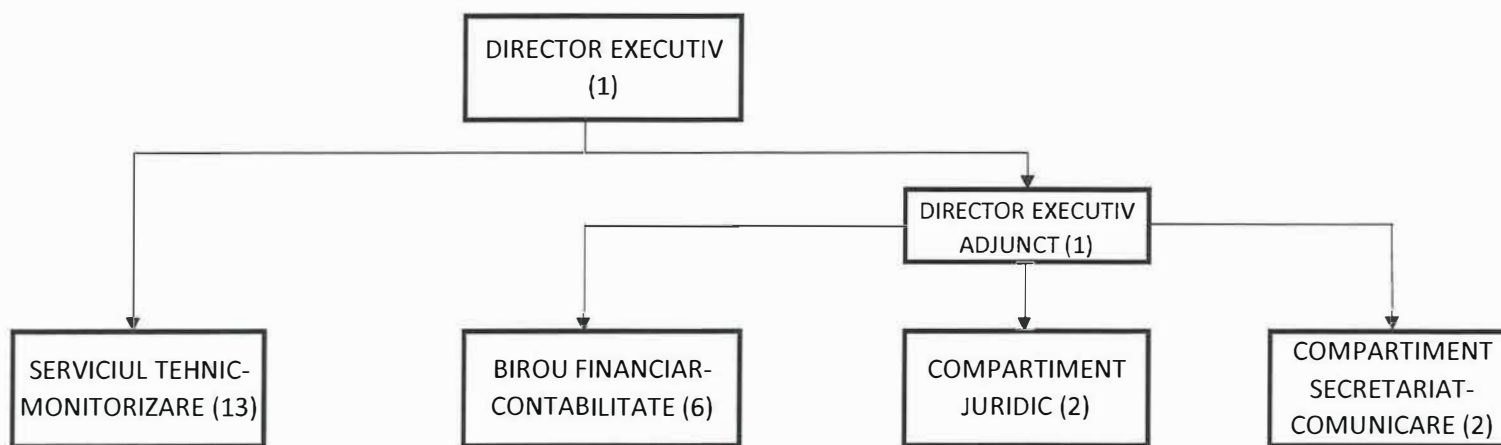 DIRECTOR EXECUTIV
(1)
DIRECTOR EXECUTIV
ADJUNCT (1)
SERVICIUL TEHNIC-
MONITORIZARE (13)
BIROU FINANCIAR-
CONTABILITATE (6)
COMPARTIMENT
JURIDIC (2)
COMPARTIMENT
SECRETARIAT-
COMUNICARE (2)